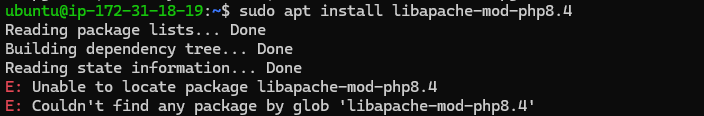 ubuntu@ip-172-31-18-19:~$ sudo apt install libapache-mod-php8.4
Reading package lists... Done
Building dependency tree... Done
Reading state information... Done
E: Unable to locate package libapache-mod-php8.4
E: Couldn't find any package by glob 'libapache-mod-php8.4'